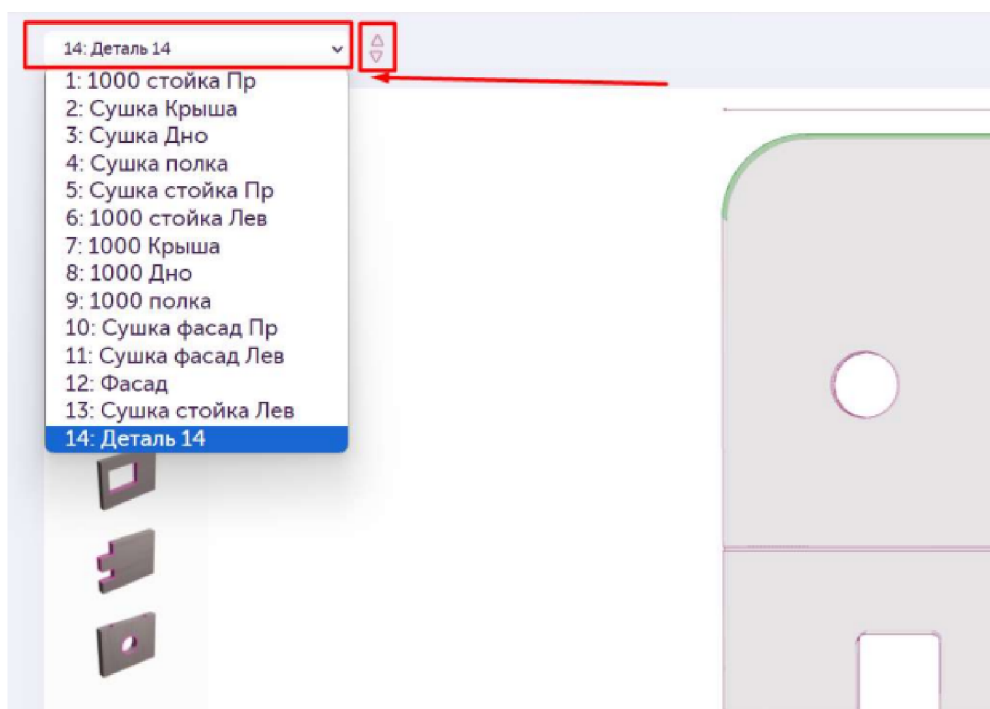 14: Деталь 14
1: 1000 стойка Пр
2: Сушка Крыша
3: Сушка Дно
4: Сушка полка
5: Сушка стойка Пр
6: 1000 стойка Лев
7: 1000 Крыша
8: 1000 Дно
9: 1000 полка
10: Сушка фасад Пр
11: Сушка фасад Лев
12: Фасад
13: Сушка стойка Лев
14: Деталь 14